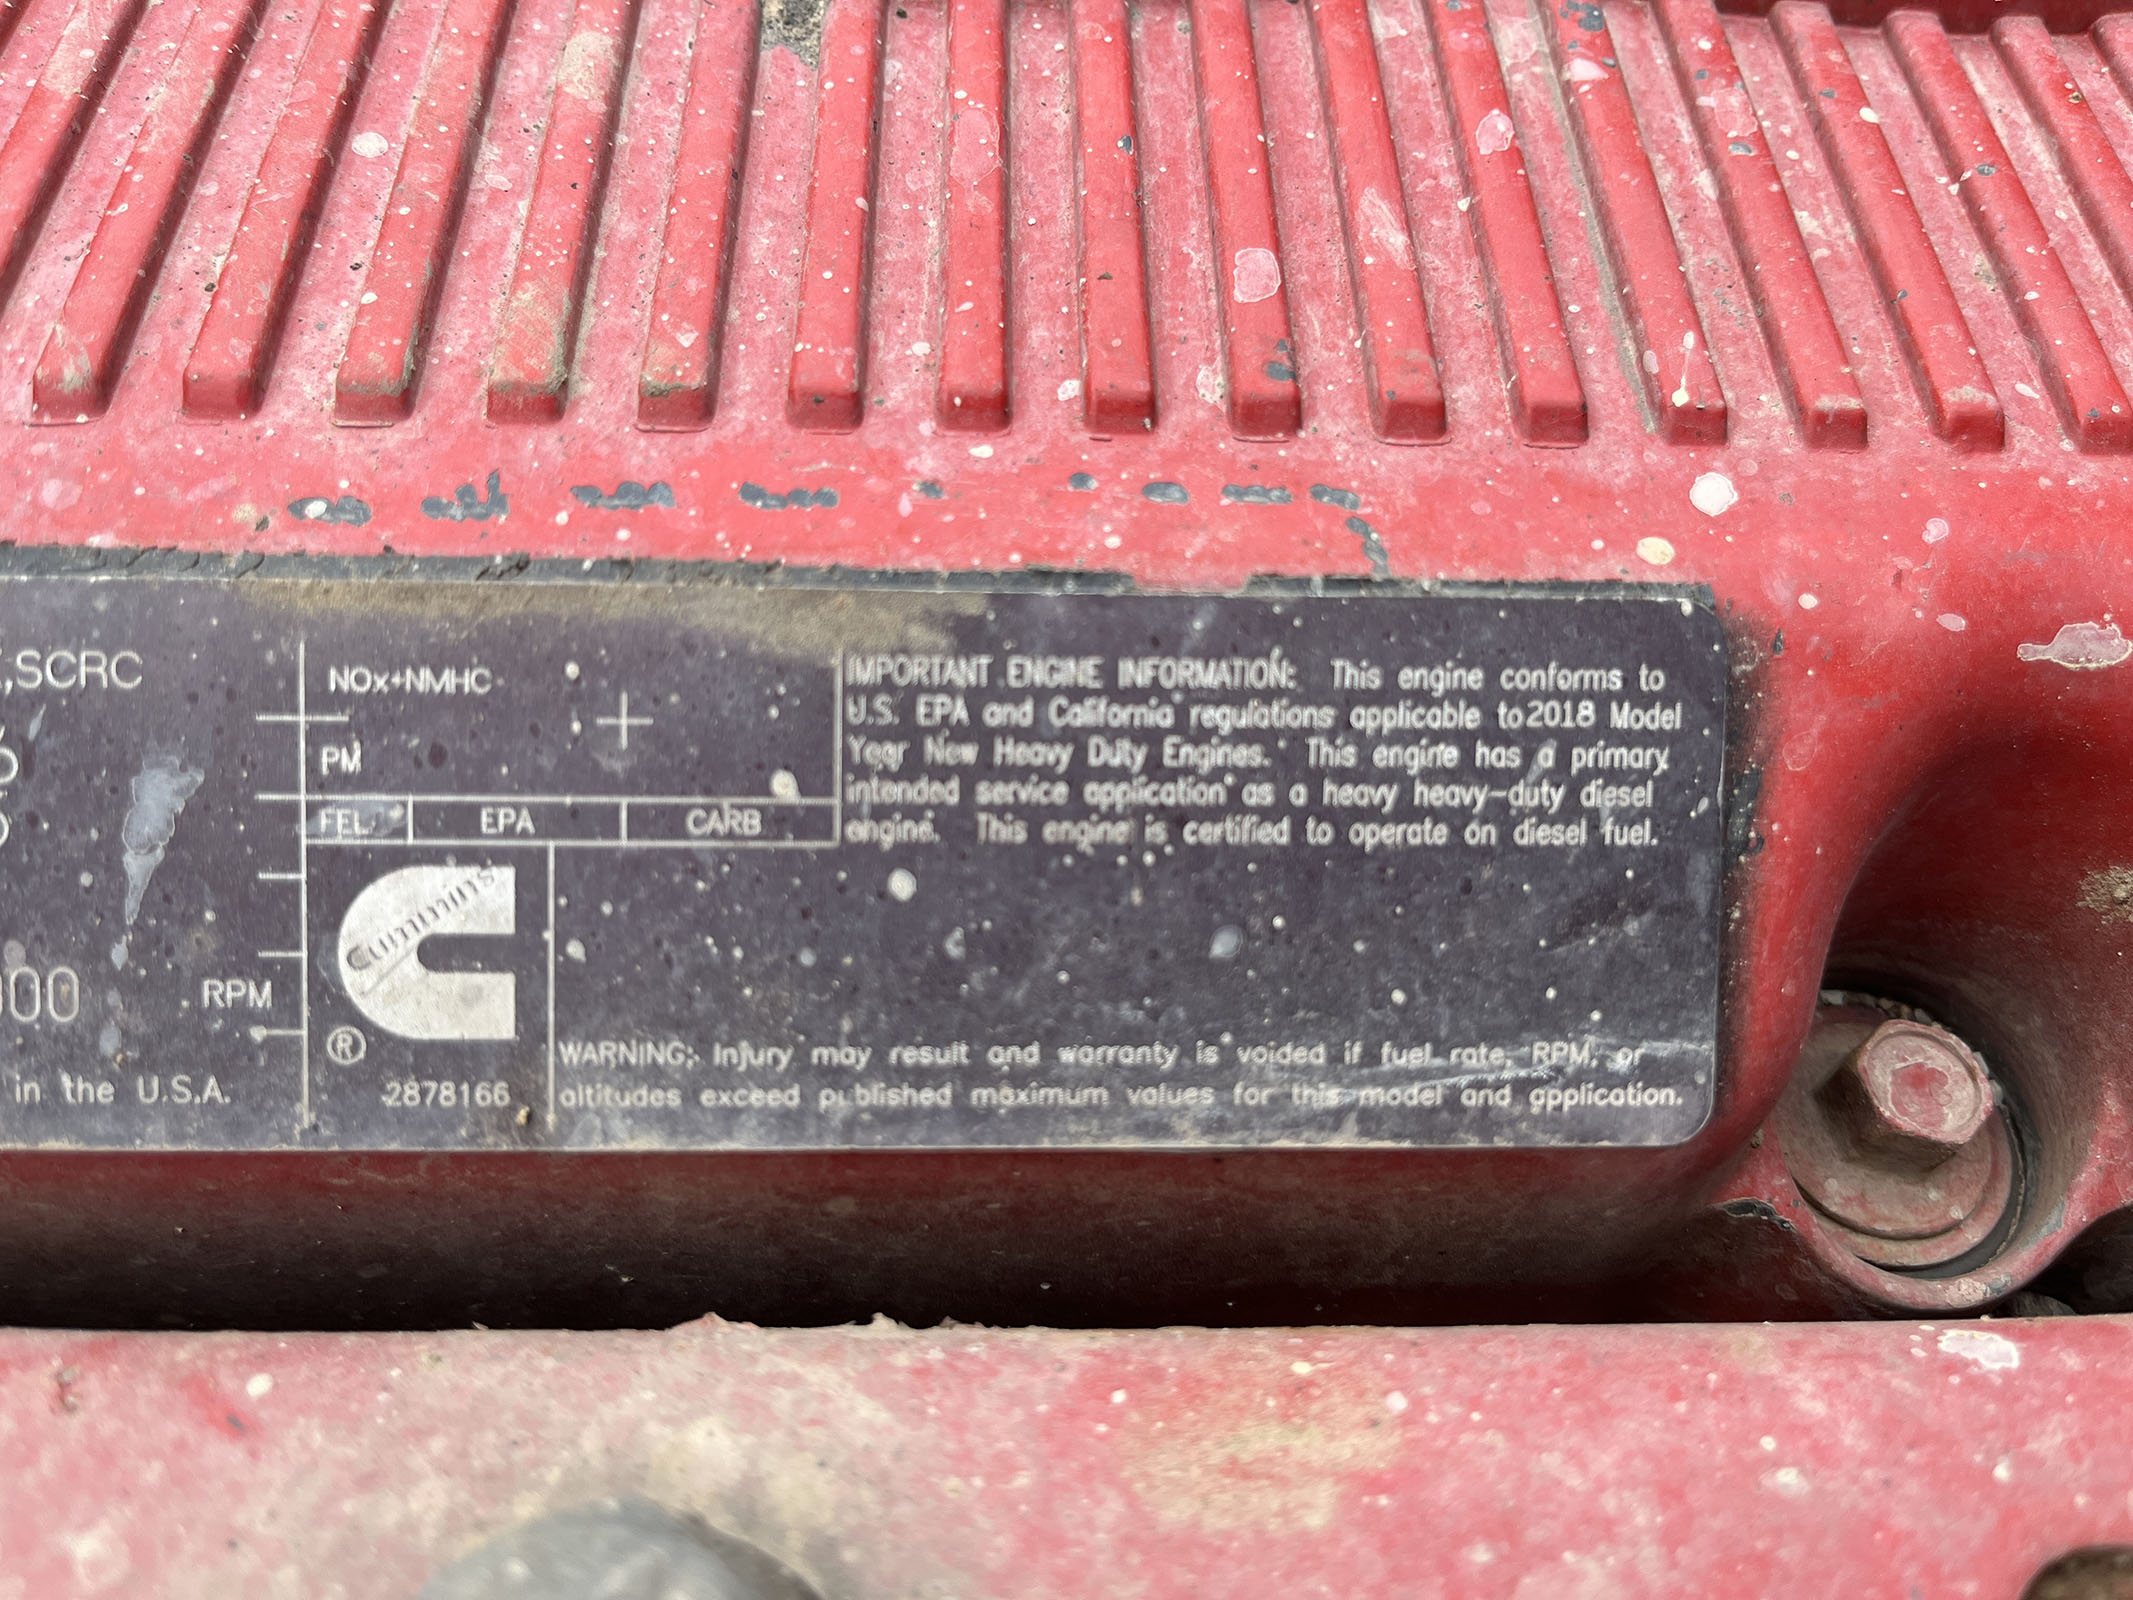 ,SCRC
NOx+NMHC
PM
FEL EPA CARB
IMPORTANT ENGINE INFORMATION: This engine conforms to
U.S. EPA and California regulations applicable to 2018 Model
Year New Heavy Duty Engines. This engine has a primary
intended service application as a heavy heavy-duty diesel
engine. This engine is certified to operate on diesel fuel.
00 RPM
in the U.S.A.
Cummins
®
2878166
WARNING: Injury may result and warranty is voided if fuel rate, RPM, or
altitudes exceed published maximum values for this model and application.